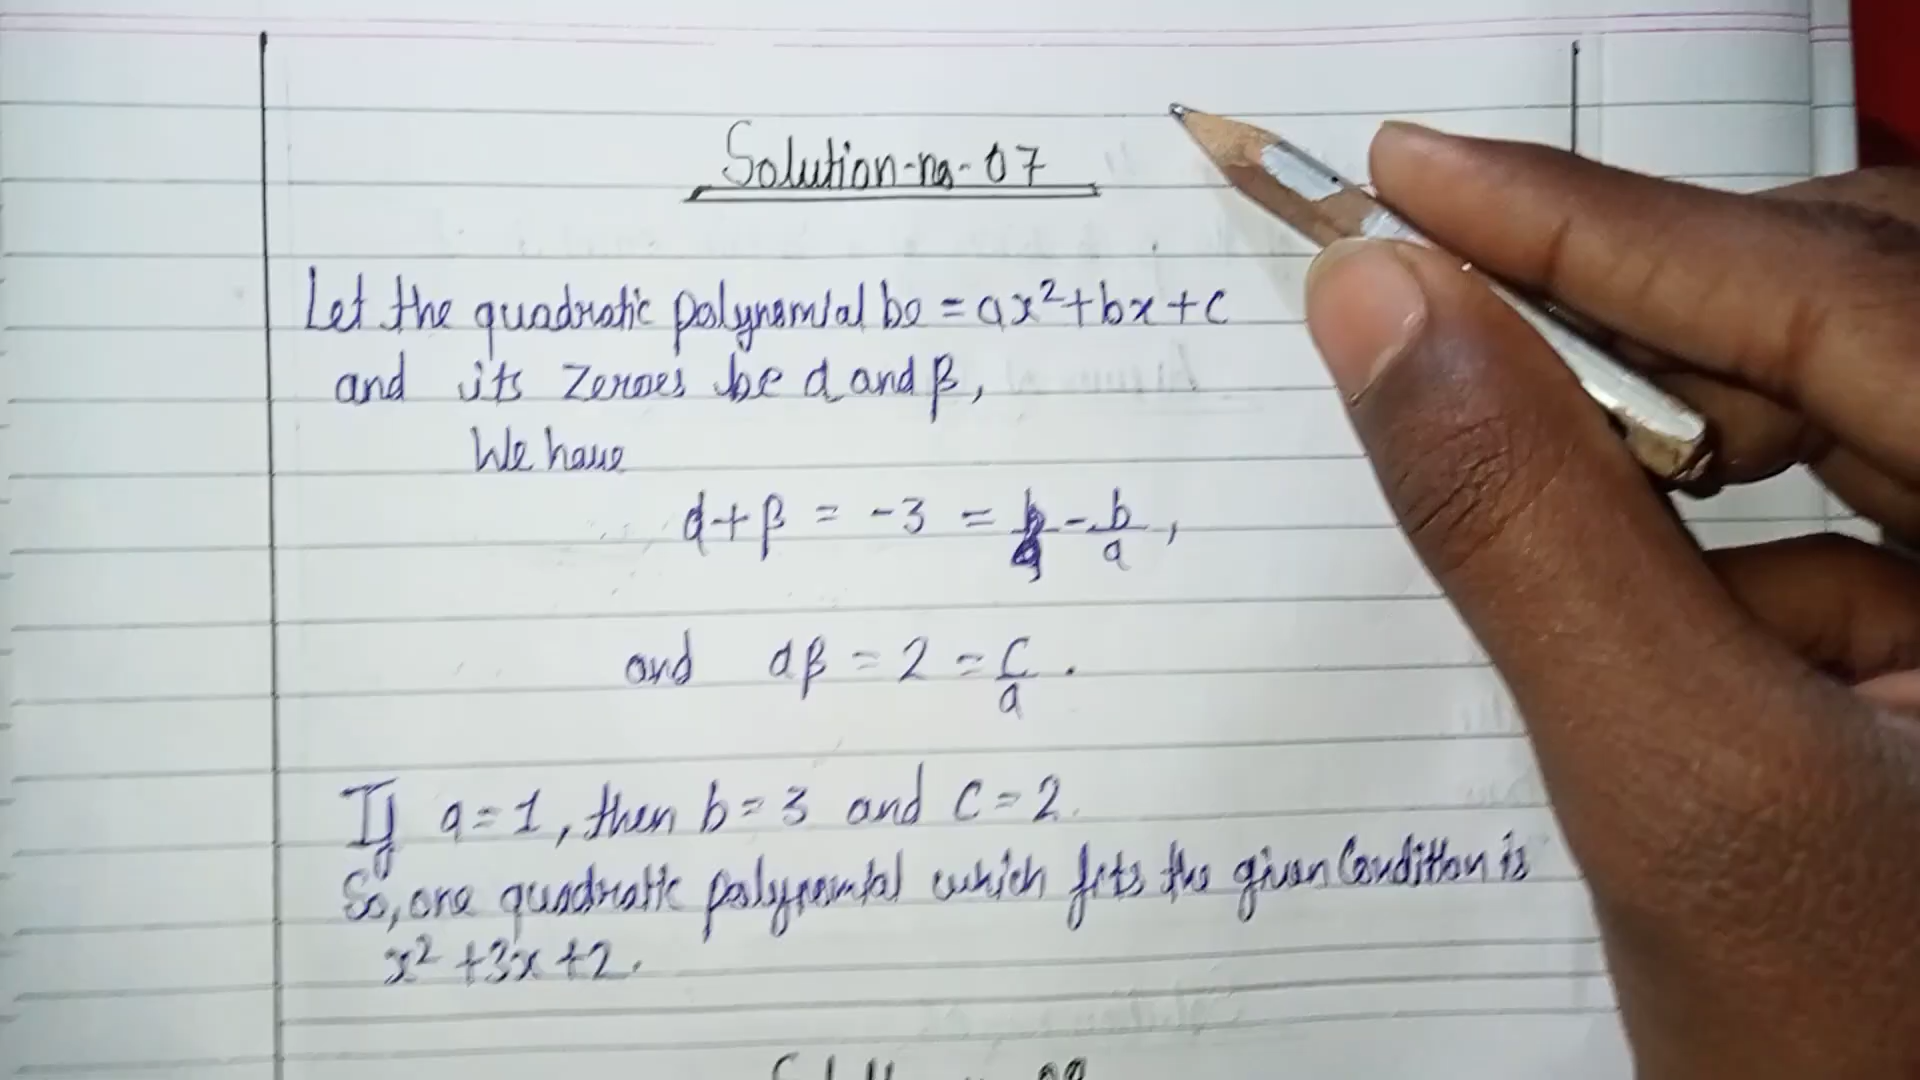 Solution-no-07
Let the quadratic polynomial be = ax²+bx+c
and its zeroes be α and β,
We have
α+β = -3 = -b/a,
and αβ = 2 = c/a.
If a=1, then b=3 and c=2.
So, one quadratic polynomial which fits the given Condition is
x²+3x+2.